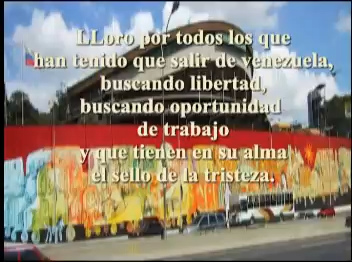 LLoro por todos los que
han tenido que salir de venezuela,
buscando libertad,
buscando oportunidad
de trabajo
y que tienen en su alma
el sello de la tristeza.